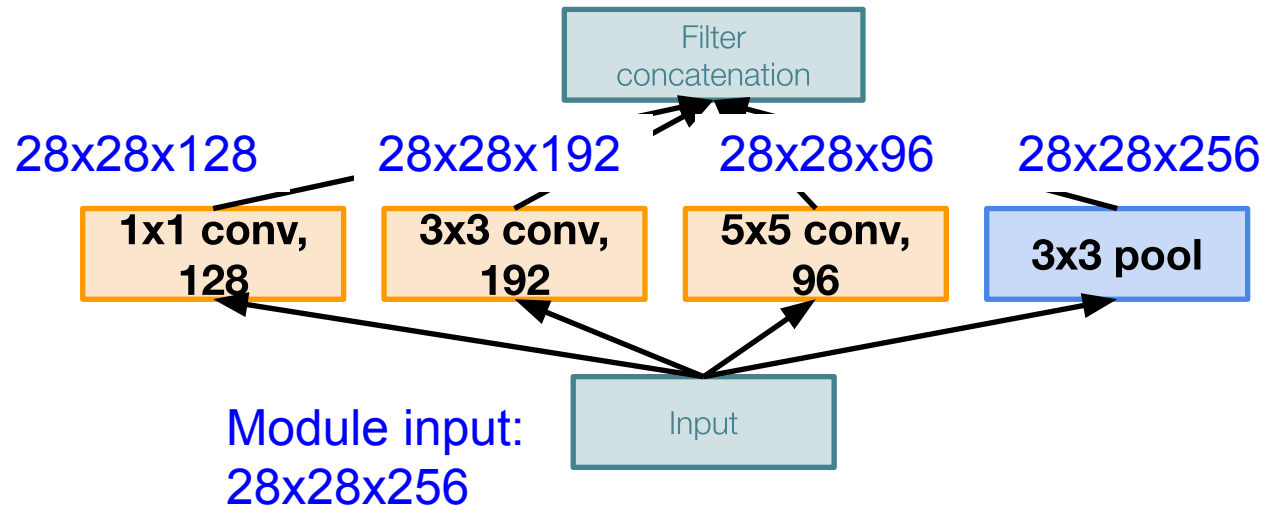 Filter
concatenation
28x28x128
28x28x192
28x28x96
28x28x256
1x1 conv,
128
3x3 conv,
192
5x5 conv,
96
3x3 pool
Input
Module input:
28x28x256